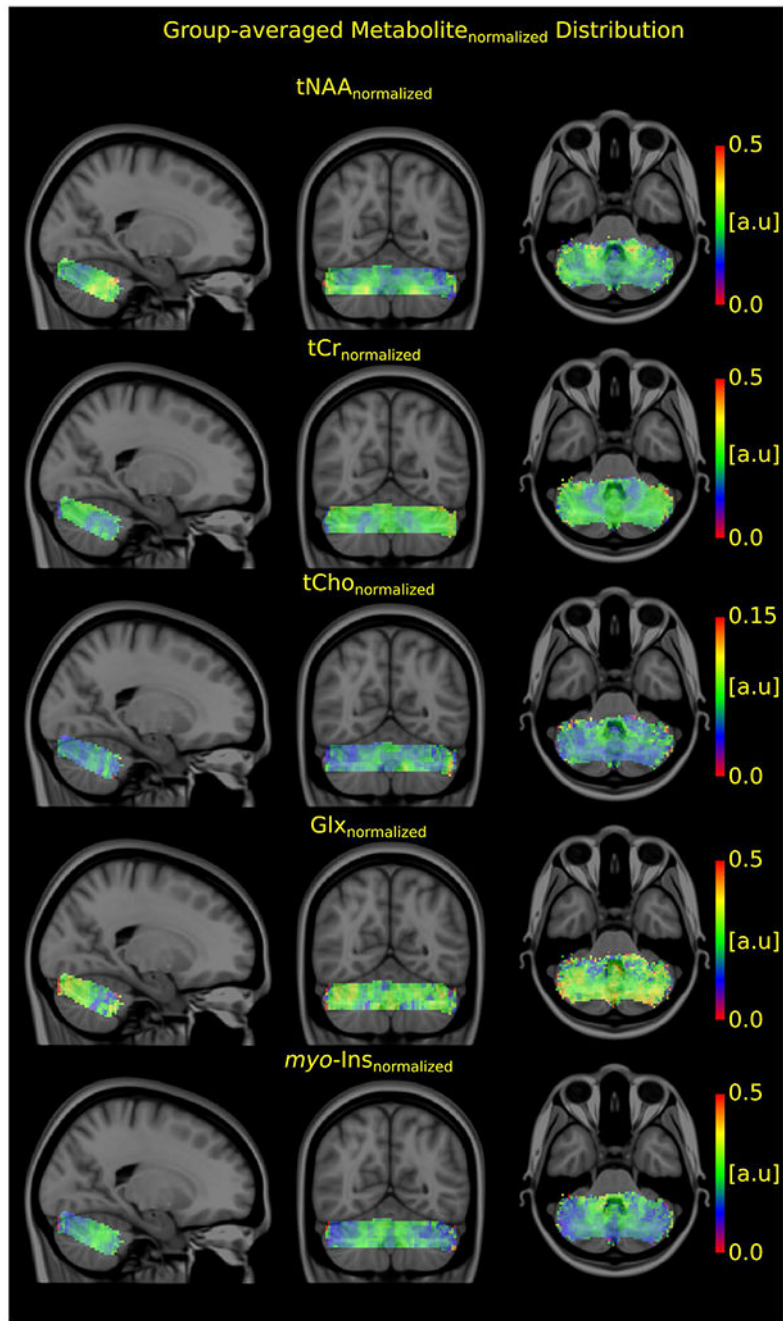 Group-averaged Metabolitenormalized Distribution
tNAAnormalized
0.5
[a.u]
0.0
tCrnormalized
0.5
[a.u]
0.0
tChonormalized
0.15
[a.u]
0.0
Glxnormalized
0.5
[a.u]
0.0
myo-Insnormalized
0.5
[a.u]
0.0